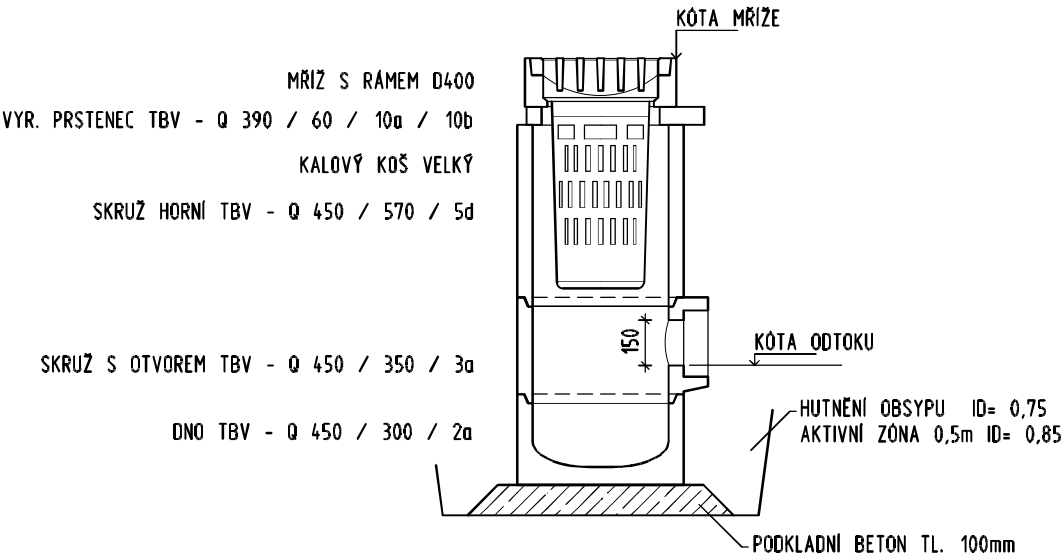 KÓTA MŘÍŽE
MŘÍŽ S RÁMEM D400
VYR. PRSTENEC TBV - Q 390 / 60 / 10a / 10b
KALOVÝ KOŠ VELKÝ
SKRUŽ HORNÍ TBV - Q 450 / 570 / 5d
150
KÓTA ODTOKU
SKRUŽ S OTVOREM TBV - Q 450 / 350 / 3a
HUTNĚNÍ OBSYPU ID= 0,75
AKTIVNÍ ZÓNA 0,5m ID= 0,85
DNO TBV - Q 450 / 300 / 2a
PODKLADNÍ BETON TL. 100mm